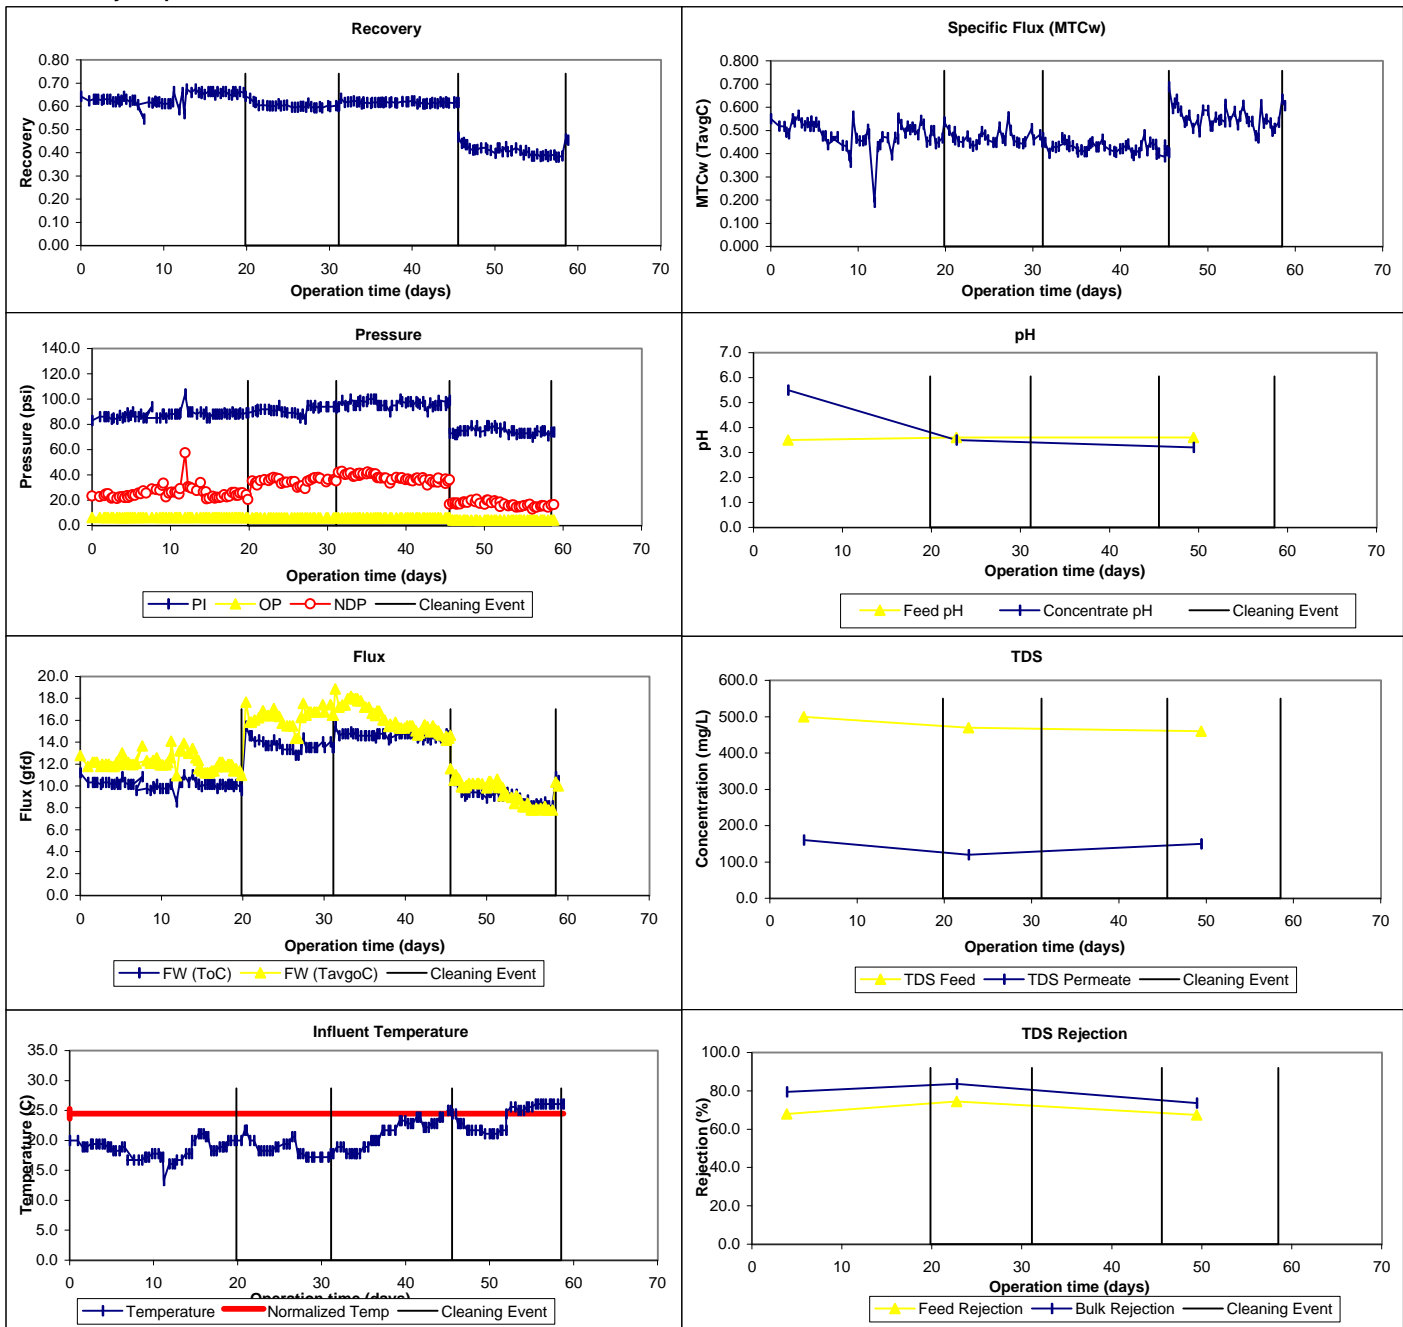 Recovery
0.80
0.70
0.60
0.50
0.40
0.30
0.20
0.10
0.00
Recovery
0 10 20 30 40 50 60 70
Operation time (days)
Specific Flux (MTCw)
0.800
0.700
0.600
0.500
0.400
0.300
0.200
0.100
0.000
MTCw (TavgC)
0 10 20 30 40 50 60 70
Operation time (days)
Pressure
140.0
120.0
100.0
80.0
60.0
40.0
20.0
0.0
Pressure (psi)
0 10 20 30 40 50 60 70
Operation time (days)
PI OP NDP Cleaning Event
pH
7.0
6.0
5.0
4.0
3.0
2.0
1.0
0.0
pH
0 10 20 30 40 50 60 70
Operation time (days)
Feed pH Concentrate pH Cleaning Event
Flux
20.0
18.0
16.0
14.0
12.0
10.0
8.0
6.0
4.0
2.0
0.0
Flux (gfd)
0 10 20 30 40 50 60 70
Operation time (days)
FW (ToC) FW (TavgoC) Cleaning Event
TDS
600.0
500.0
400.0
300.0
200.0
100.0
0.0
Concentration (mg/L)
0 10 20 30 40 50 60 70
Operation time (days)
TDS Feed TDS Permeate Cleaning Event
Influent Temperature
35.0
30.0
25.0
20.0
15.0
10.0
5.0
0.0
Temperature (C)
0 10 20 30 40 50 60 70
Operation time (days)
Temperature Normalized Temp Cleaning Event
TDS Rejection
100.0
80.0
60.0
40.0
20.0
0.0
Rejection (%)
0 10 20 30 40 50 60 70
Operation time (days)
Feed Rejection Bulk Rejection Cleaning Event